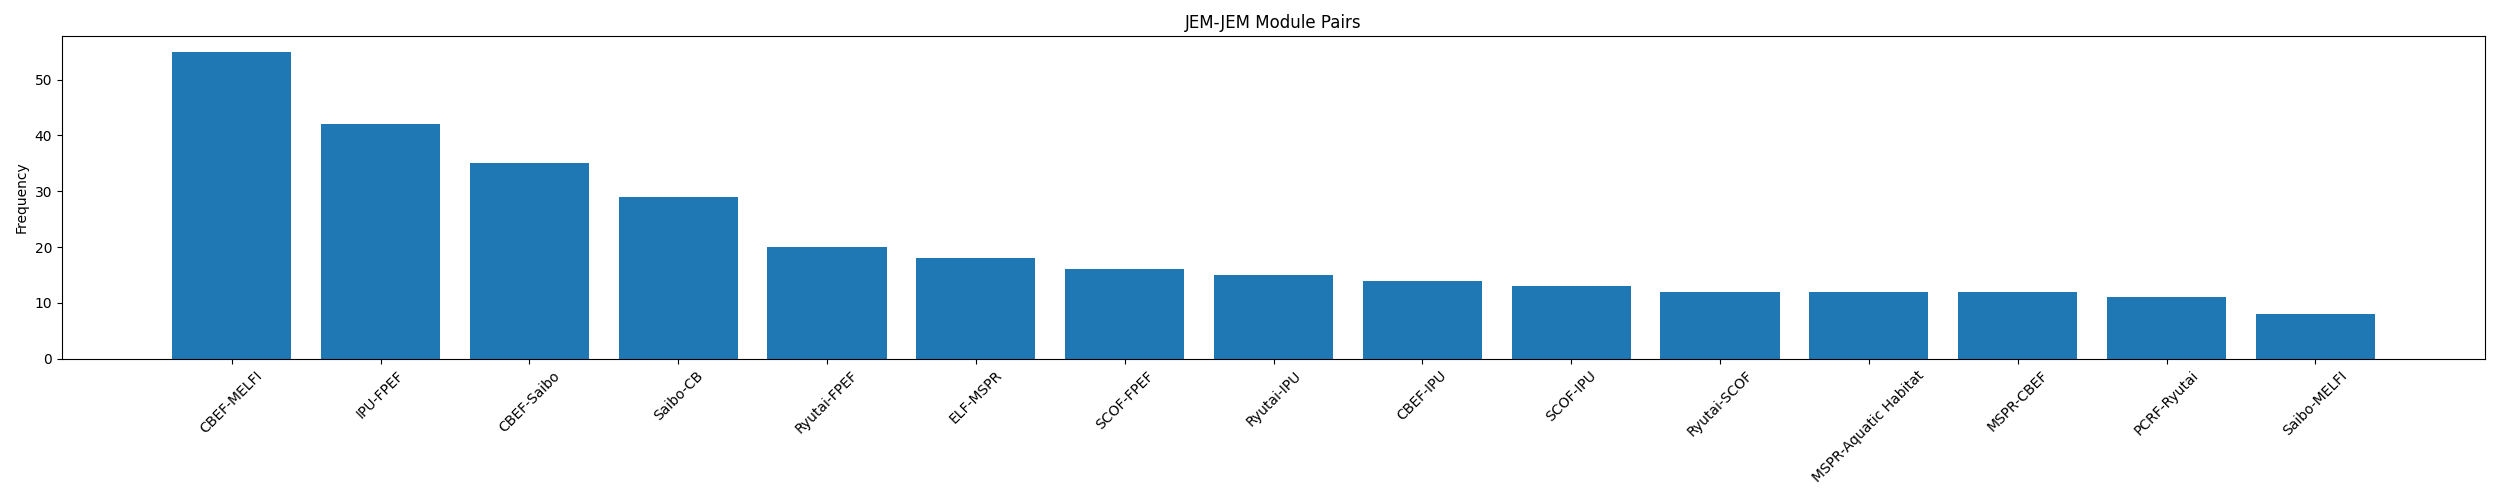 JEM-JEM Module Pairs
Frequency
50
40
30
20
10
0
CBEF-MELFI
IPU-FPEF
CBEF-Saibo
Saibo-CB
Ryutai-FPEF
ELF-MSPR
SCOF-FPEF
Ryutai-IPU
CBEF-IPU
SCOF-IPU
Ryutai-SCOF
MSPR-Aquatic Habitat
MSPR-CBEF
PCRF-Ryutai
Saibo-MELFI